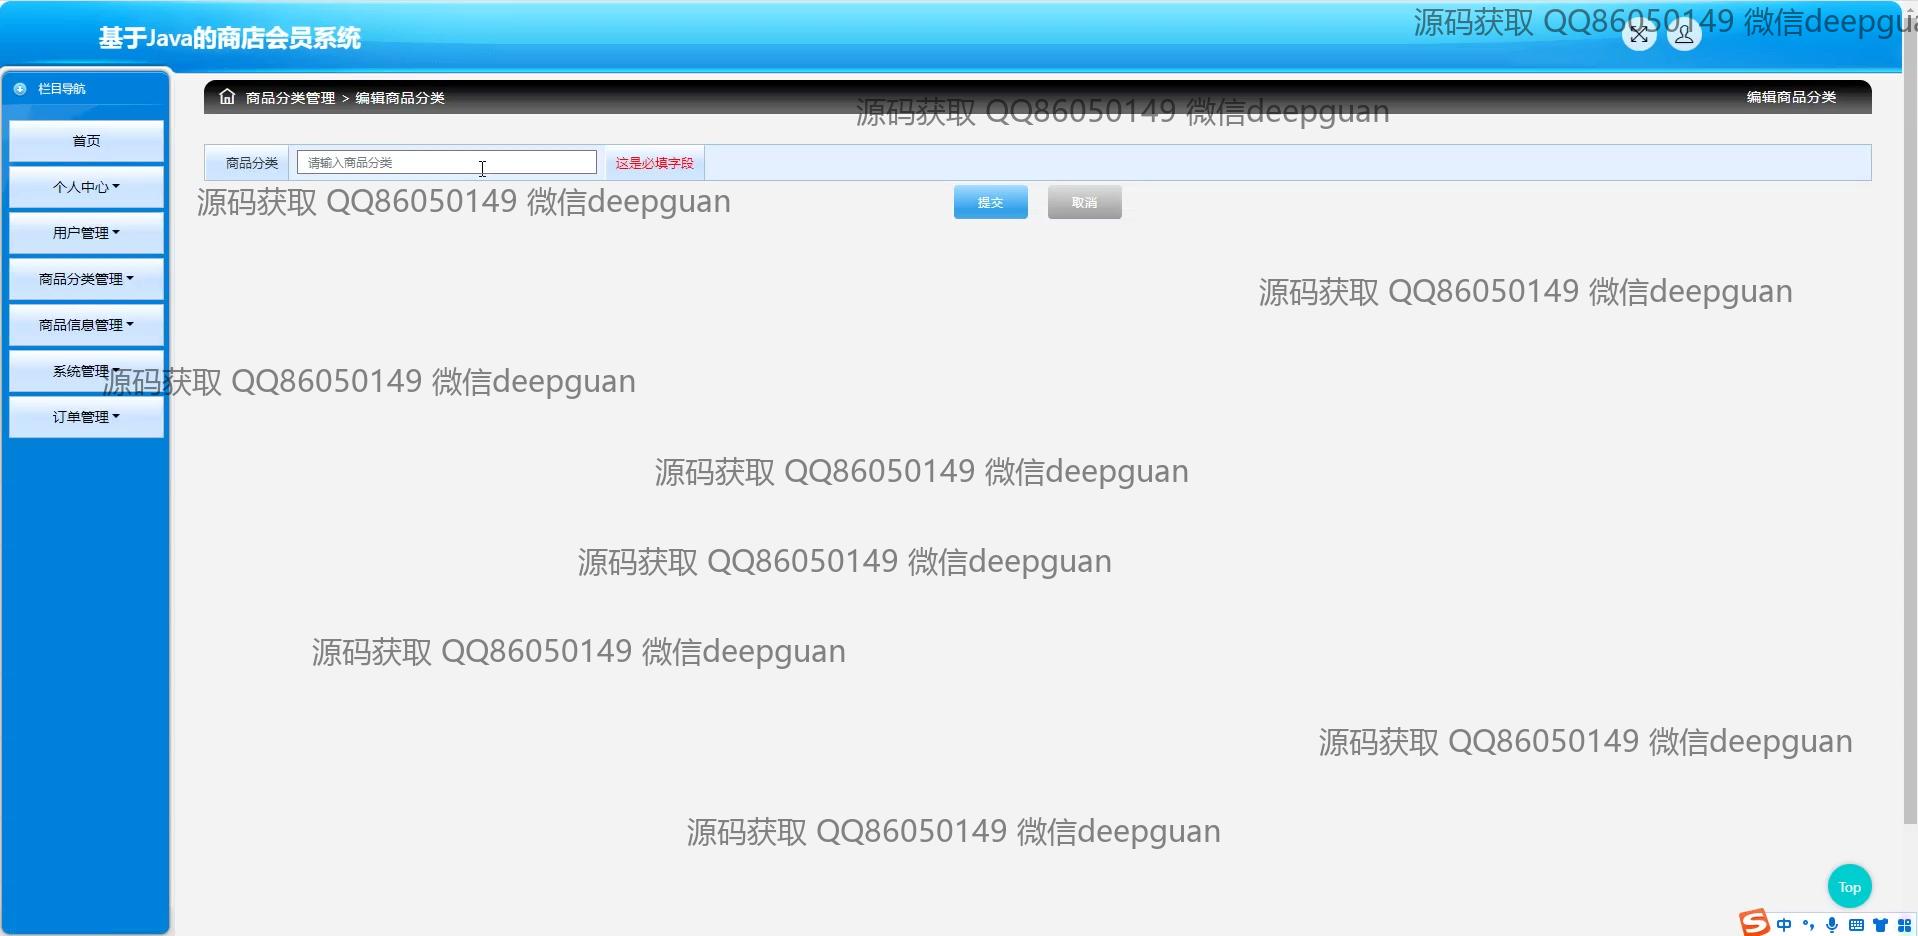 基于Java的商店会员系统
源码获取 QQ86050149 微信deepgua
栏目导航
商品分类管理 > 编辑商品分类
编辑商品分类
源码获取 QQ86050149 微信deepguan
首页
商品分类
请输入商品分类
这是必填字段
个人中心
源码获取 QQ86050149 微信deepguan
提交
取消
用户管理
商品分类管理
源码获取 QQ86050149 微信deepguan
商品信息管理
系统管理
源码获取 QQ86050149 微信deepguan
订单管理
源码获取 QQ86050149 微信deepguan
源码获取 QQ86050149 微信deepguan
源码获取 QQ86050149 微信deepguan
源码获取 QQ86050149 微信deepguan
源码获取 QQ86050149 微信deepguan
Top
中